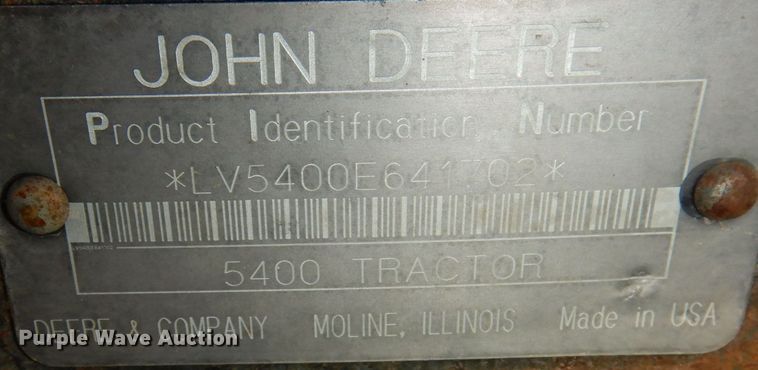 JOHN DEERE
Product Identification Number
*LV5400E641702*
5400 TRACTOR
DEERE & COMPANY MOLINE, ILLINOIS Made in USA
Purple Wave Auction